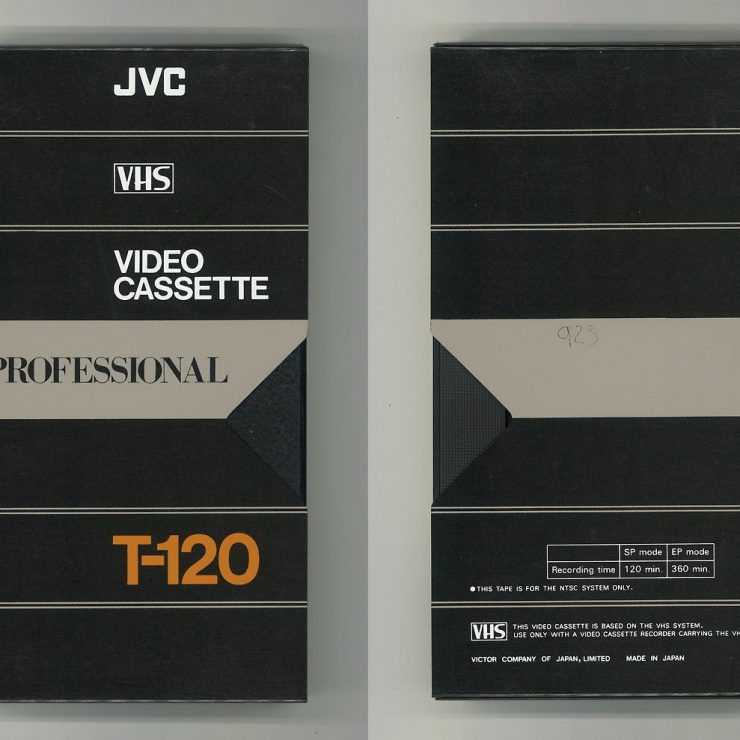 JVC
VHS
VIDEO
CASSETTE
PROFESSIONAL
T-120
923
SP mode EP mode
Recording time 120 min. 360 min.
● THIS TAPE IS FOR THE NTSC SYSTEM ONLY.
VHS THIS VIDEO CASSETTE IS BASED ON THE VHS SYSTEM.
USE ONLY WITH A VIDEO CASSETTE RECORDER CARRYING THE VH
VICTOR COMPANY OF JAPAN, LIMITED MADE IN JAPAN